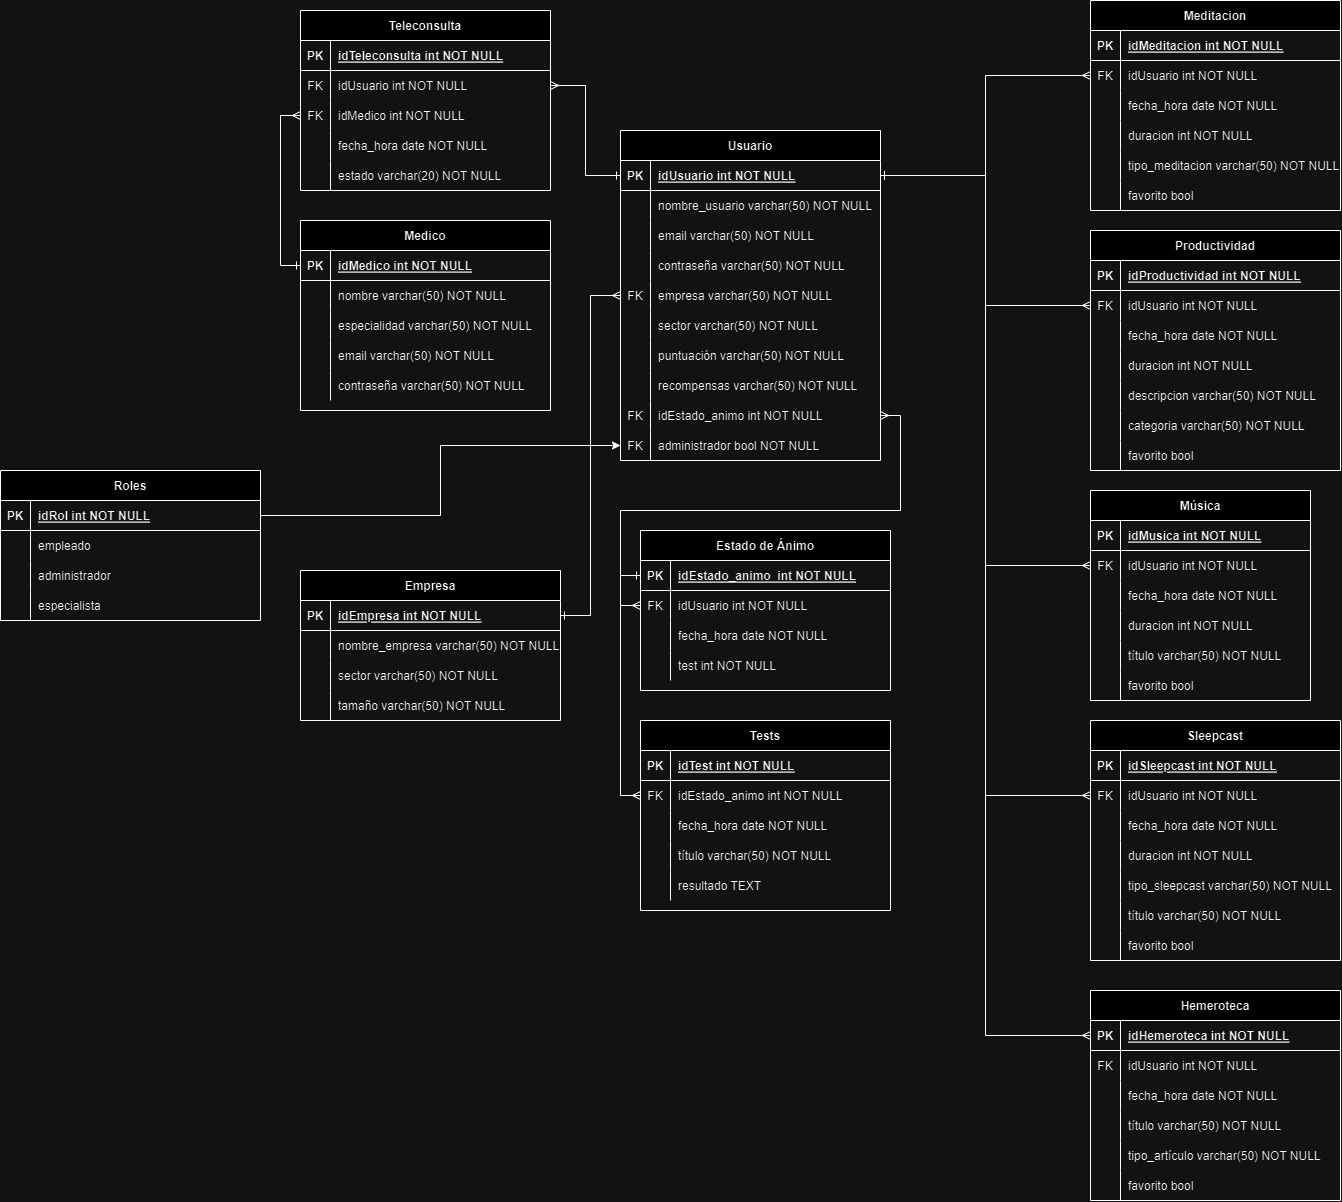 Teleconsulta
PK idTeleconsulta int NOT NULL
FK idUsuario int NOT NULL
FK idMedico int NOT NULL
fecha_hora date NOT NULL
estado varchar(20) NOT NULL
Medico
PK idMedico int NOT NULL
nombre varchar(50) NOT NULL
especialidad varchar(50) NOT NULL
email varchar(50) NOT NULL
contraseña varchar(50) NOT NULL
Roles
PK idRol int NOT NULL
empleado
administrador
especialista
Empresa
PK idEmpresa int NOT NULL
nombre_empresa varchar(50) NOT NULL
sector varchar(50) NOT NULL
tamaño varchar(50) NOT NULL
Usuario
PK idUsuario int NOT NULL
nombre_usuario varchar(50) NOT NULL
email varchar(50) NOT NULL
contraseña varchar(50) NOT NULL
FK empresa varchar(50) NOT NULL
sector varchar(50) NOT NULL
puntuación varchar(50) NOT NULL
recompensas varchar(50) NOT NULL
FK idEstado_animo int NOT NULL
FK administrador bool NOT NULL
Estado de Ánimo
PK idEstado_animo int NOT NULL
FK idUsuario int NOT NULL
fecha_hora date NOT NULL
test int NOT NULL
Tests
PK idTest int NOT NULL
FK idEstado_animo int NOT NULL
fecha_hora date NOT NULL
título varchar(50) NOT NULL
resultado TEXT
Meditacion
PK idMeditacion int NOT NULL
FK idUsuario int NOT NULL
fecha_hora date NOT NULL
duracion int NOT NULL
tipo_meditacion varchar(50) NOT NULL
favorito bool
Productividad
PK idProductividad int NOT NULL
FK idUsuario int NOT NULL
fecha_hora date NOT NULL
duracion int NOT NULL
descripcion varchar(50) NOT NULL
categoria varchar(50) NOT NULL
favorito bool
Música
PK idMusica int NOT NULL
FK idUsuario int NOT NULL
fecha_hora date NOT NULL
duracion int NOT NULL
título varchar(50) NOT NULL
favorito bool
Sleepcast
PK idSleepcast int NOT NULL
FK idUsuario int NOT NULL
fecha_hora date NOT NULL
duracion int NOT NULL
tipo_sleepcast varchar(50) NOT NULL
título varchar(50) NOT NULL
favorito bool
Hemeroteca
PK idHemeroteca int NOT NULL
FK idUsuario int NOT NULL
fecha_hora date NOT NULL
título varchar(50) NOT NULL
tipo_artículo varchar(50) NOT NULL
favorito bool